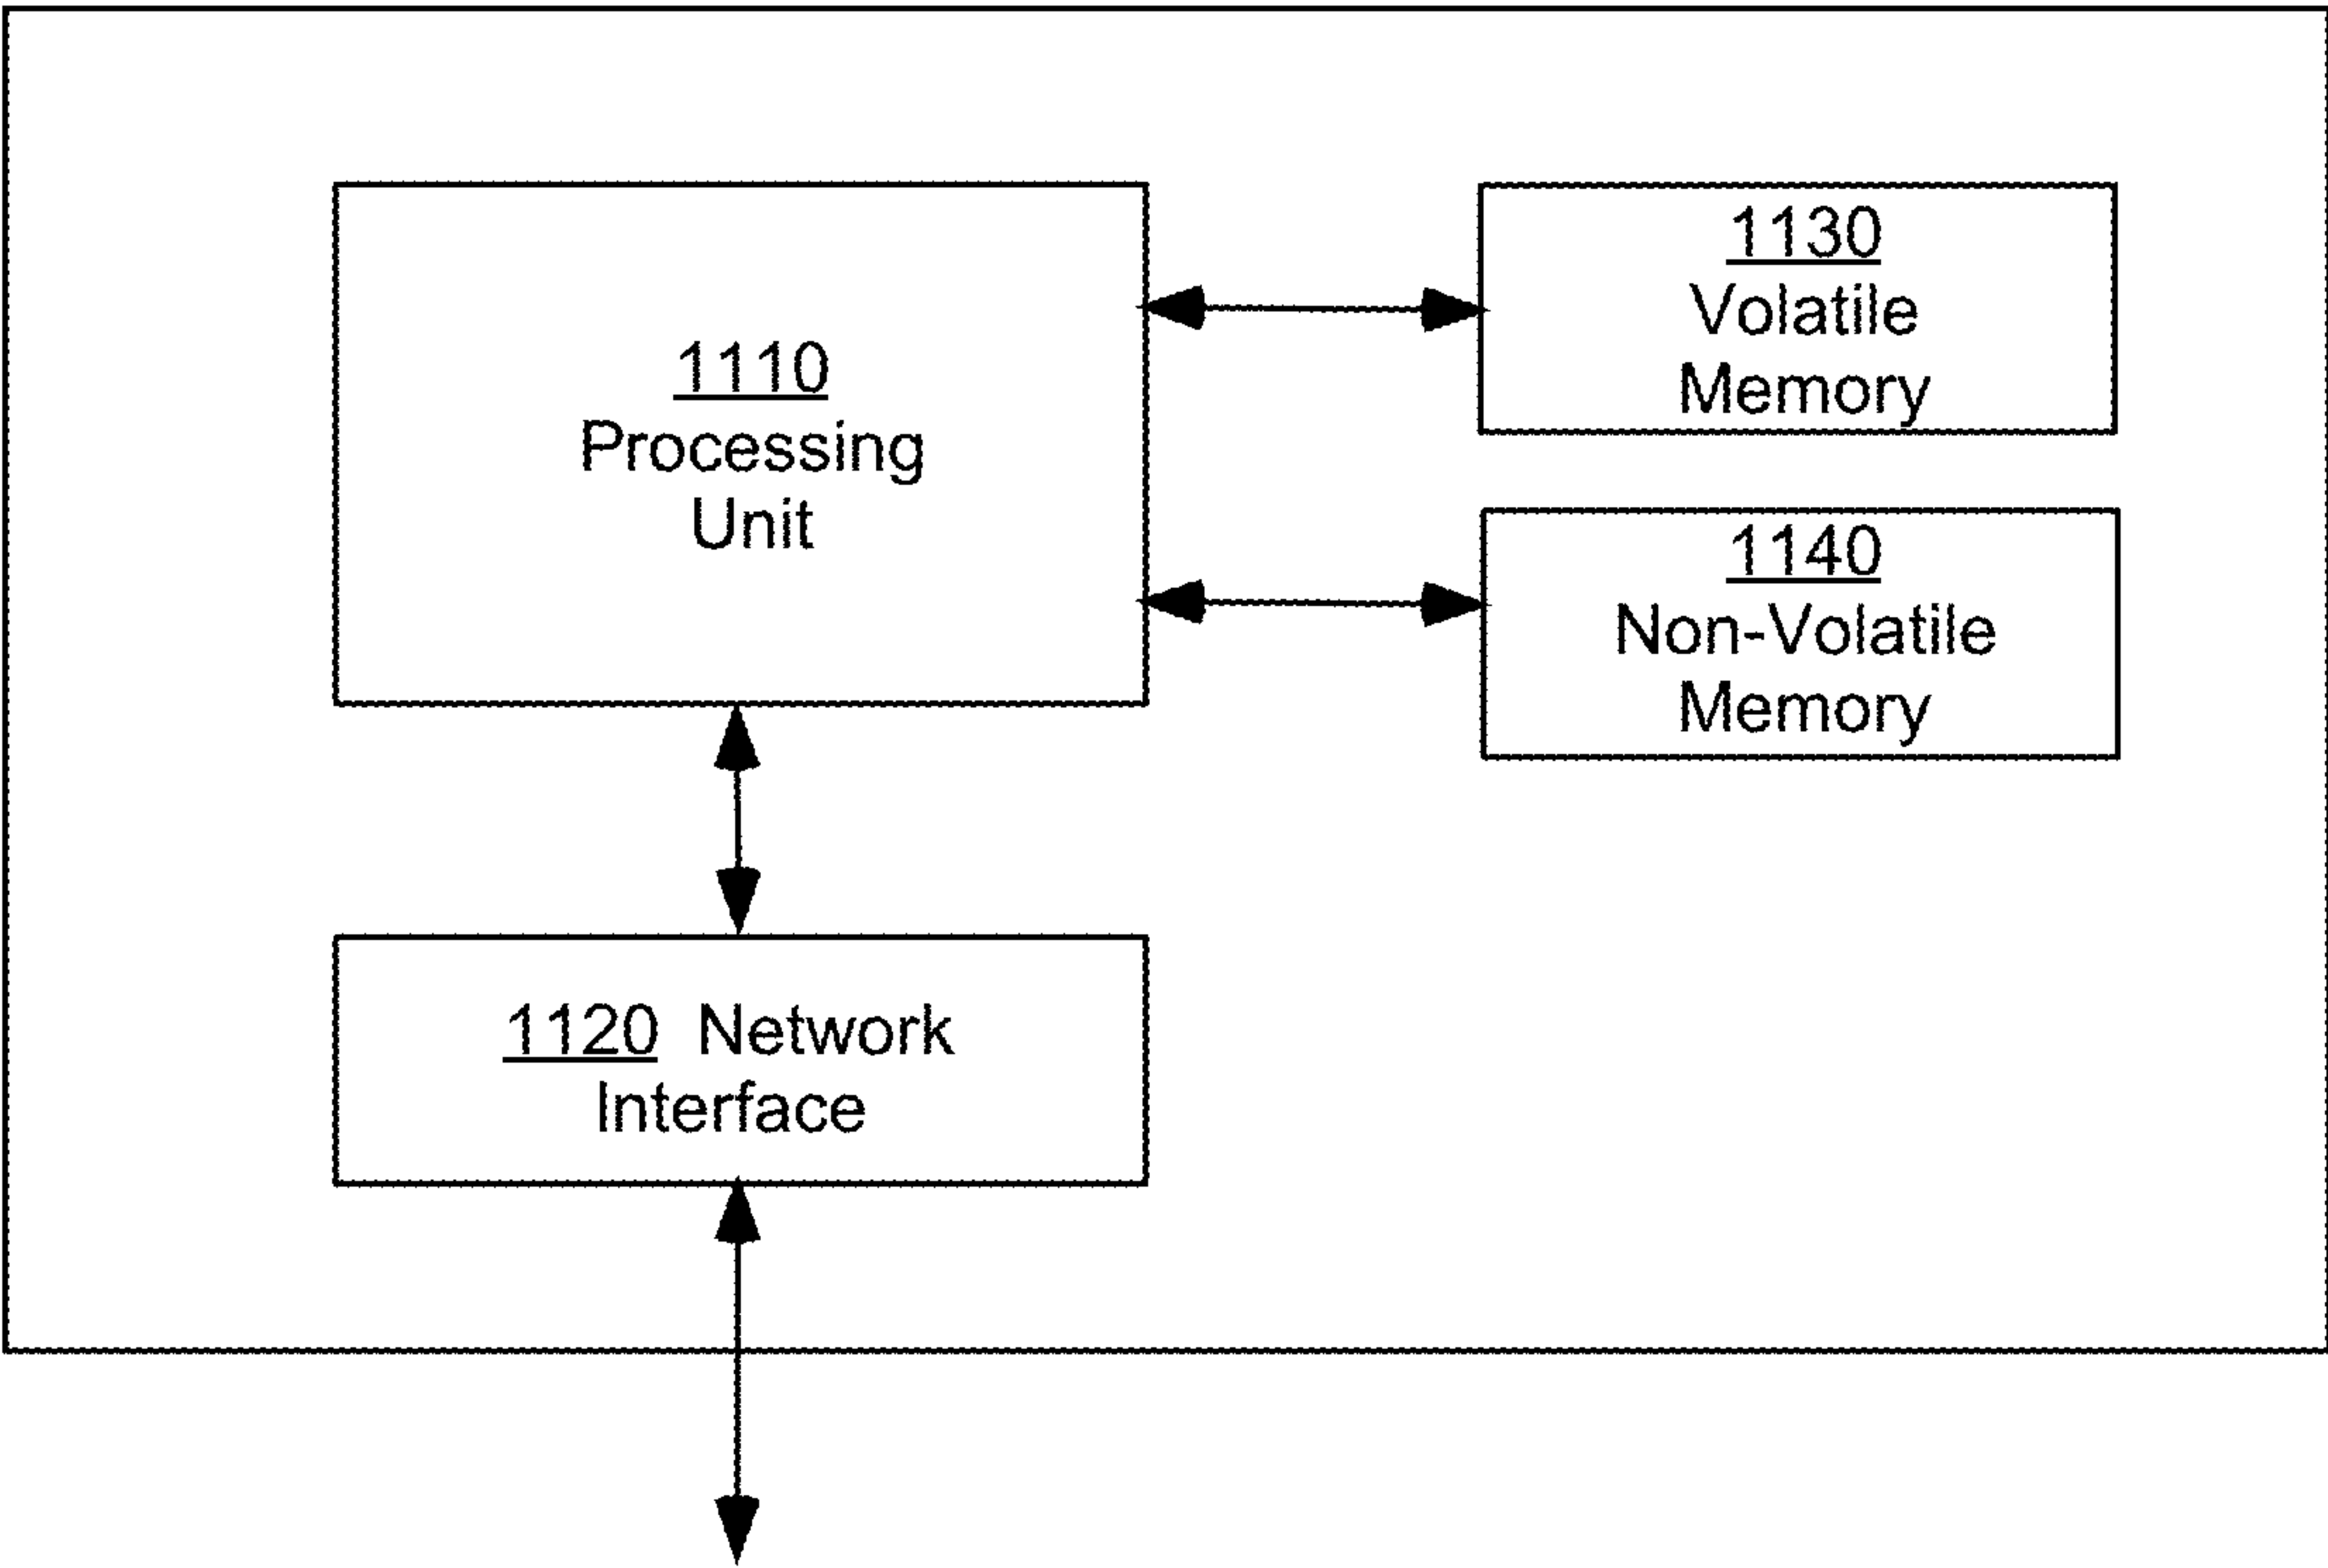 1110
Processing
Unit
1130
Volatile
Memory
1140
Non-Volatile
Memory
1120 Network
Interface